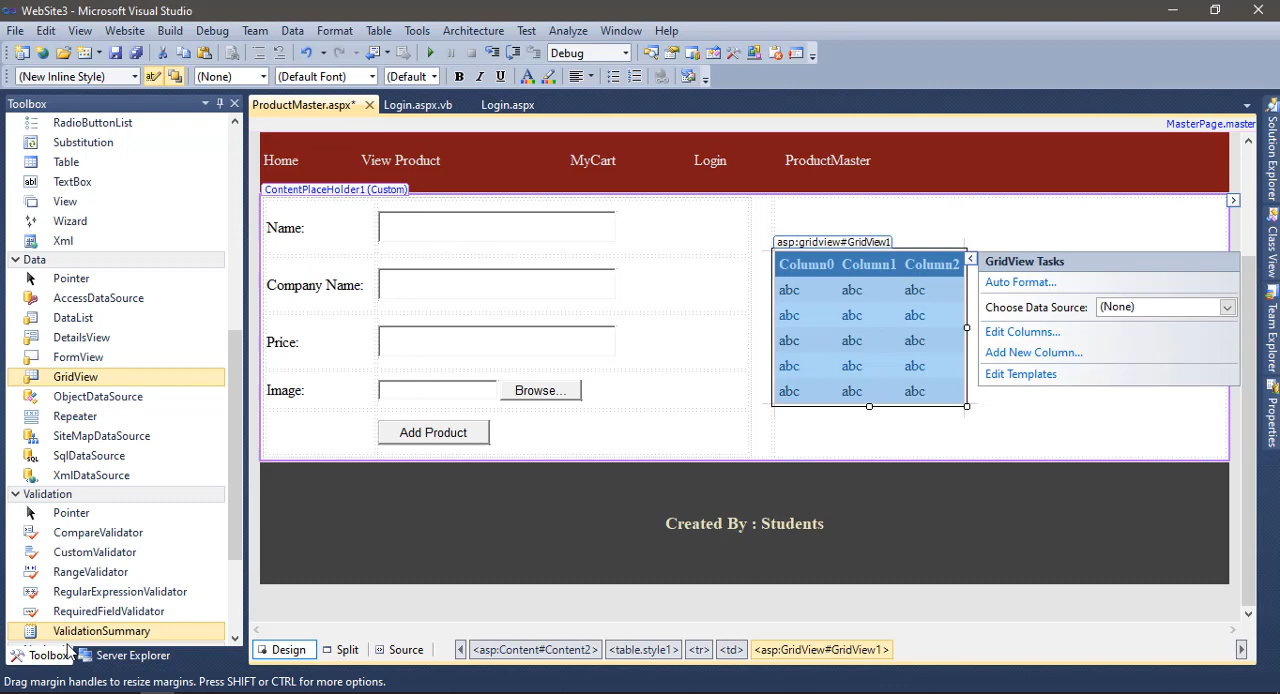 WebSite3 - Microsoft Visual Studio
File Edit View Website Build Debug Team Data Format Table Tools Architecture Test Analyze Window Help
Debug
(New Inline Style) (None) (Default Font) (Default B I U A
Toolbox
ProductMaster.aspx* Login.aspx.vb Login.aspx
MasterPage.master
RadioButtonList
Substitution
Table
TextBox
View
Wizard
Xml
Data
Pointer
AccessDataSource
DataList
DetailsView
FormView
GridView
ObjectDataSource
Repeater
SiteMapDataSource
SqlDataSource
XmlDataSource
Validation
Pointer
CompareValidator
CustomValidator
RangeValidator
RegularExpressionValidator
RequiredFieldValidator
ValidationSummary
Toolbox Server Explorer
Home View Product MyCart Login ProductMaster
ContentPlaceHolder1 (Custom)
Name:
Company Name:
Price:
Image: Browse...
Add Product
asp:gridview#GridView1
Column0 Column1 Column2
abc abc abc
abc abc abc
abc abc abc
abc abc abc
abc abc abc
GridView Tasks
Auto Format...
Choose Data Source: (None)
Edit Columns...
Add New Column...
Edit Templates
Created By : Students
Design Split Source <asp:Content#Content2> <table.style1> <tr> <td> <asp:GridView#GridView1>
Solution Explorer
Class View
Team Explorer
Properties
Drag margin handles to resize margins. Press SHIFT or CTRL for more options.